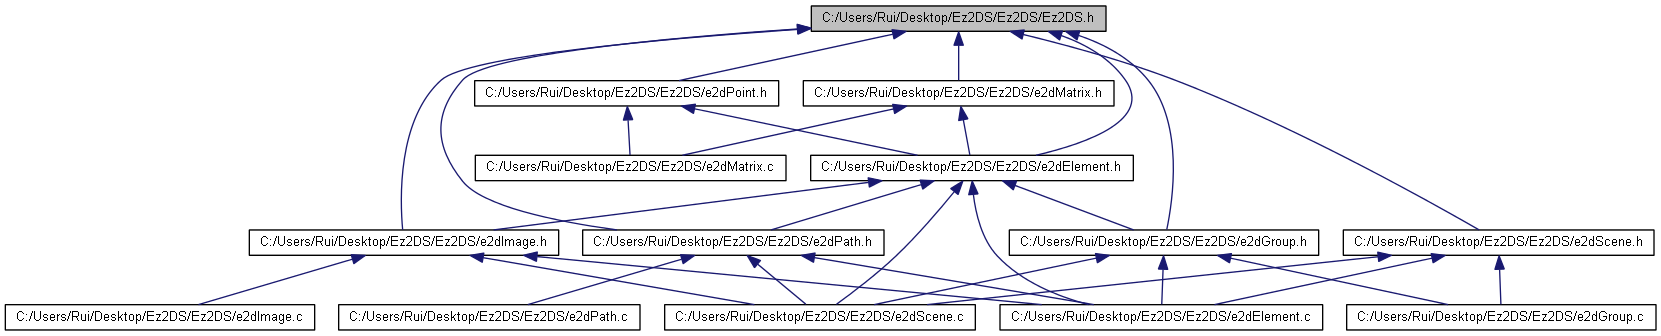 C:/Users/Rui/Desktop/Ez2DS/Ez2DS/Ez2DS.h
C:/Users/Rui/Desktop/Ez2DS/Ez2DS/e2dPoint.h
C:/Users/Rui/Desktop/Ez2DS/Ez2DS/e2dMatrix.h
C:/Users/Rui/Desktop/Ez2DS/Ez2DS/e2dMatrix.c
C:/Users/Rui/Desktop/Ez2DS/Ez2DS/e2dElement.h
C:/Users/Rui/Desktop/Ez2DS/Ez2DS/e2dImage.h
C:/Users/Rui/Desktop/Ez2DS/Ez2DS/e2dPath.h
C:/Users/Rui/Desktop/Ez2DS/Ez2DS/e2dGroup.h
C:/Users/Rui/Desktop/Ez2DS/Ez2DS/e2dScene.h
C:/Users/Rui/Desktop/Ez2DS/Ez2DS/e2dImage.c
C:/Users/Rui/Desktop/Ez2DS/Ez2DS/e2dPath.c
C:/Users/Rui/Desktop/Ez2DS/Ez2DS/e2dScene.c
C:/Users/Rui/Desktop/Ez2DS/Ez2DS/e2dElement.c
C:/Users/Rui/Desktop/Ez2DS/Ez2DS/e2dGroup.c